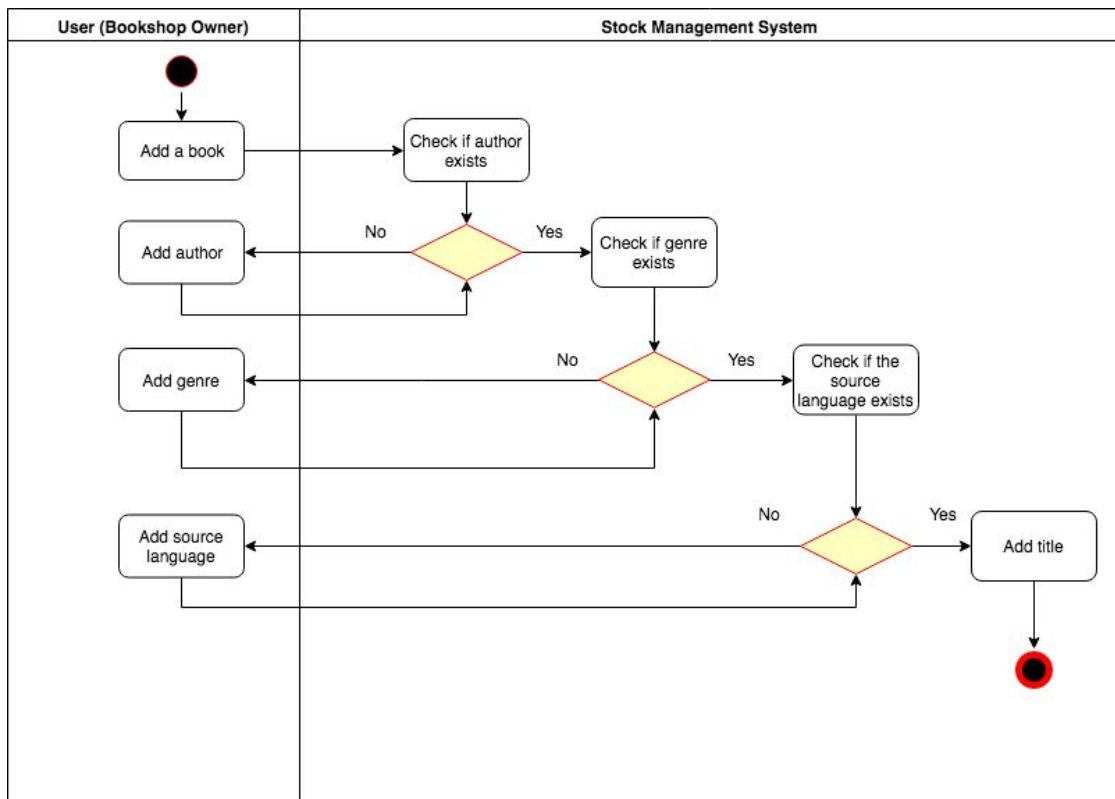 User (Bookshop Owner)
Stock Management System
Add a book
Check if author
exists
Add author
No
Yes
Check if genre
exists
Add genre
No
Yes
Check if the
source
language exists
Add source
language
No
Yes
Add title